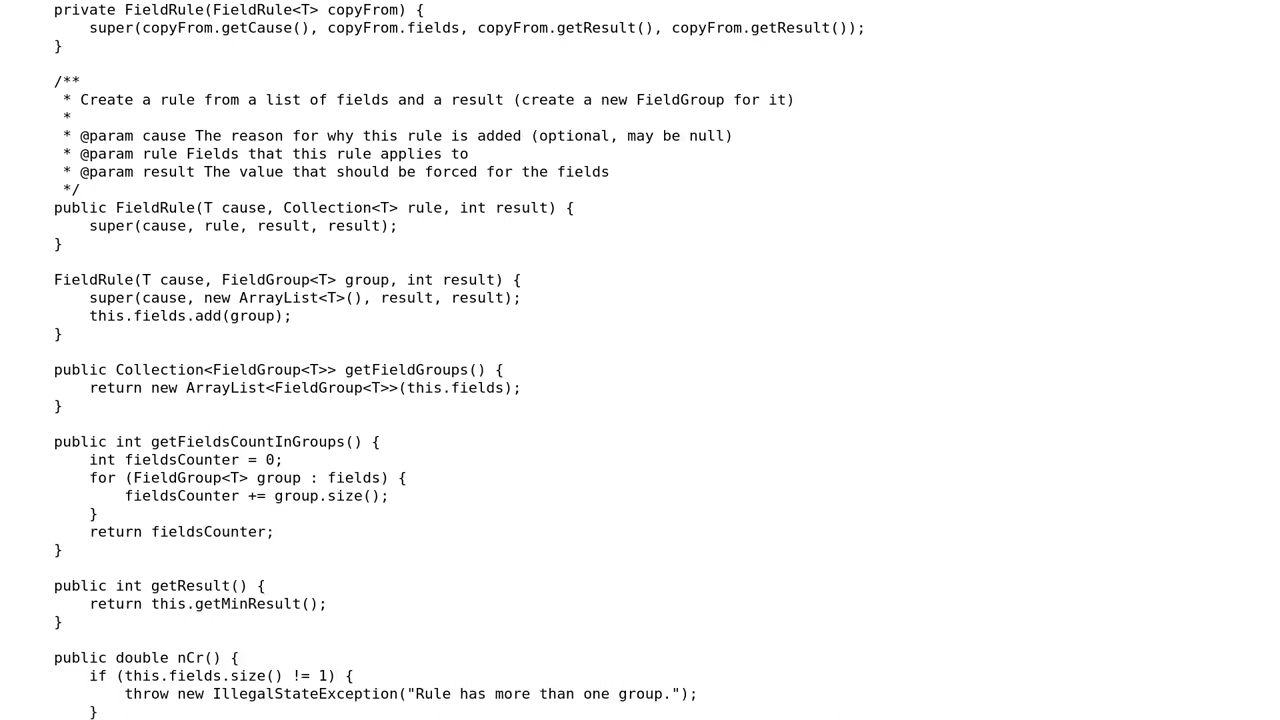 private FieldRule(FieldRule<T> copyFrom) {
    super(copyFrom.getCause(), copyFrom.fields, copyFrom.getResult(), copyFrom.getResult());
}
/**
 * Create a rule from a list of fields and a result (create a new FieldGroup for it)
 *
 * @param cause The reason for why this rule is added (optional, may be null)
 * @param rule Fields that this rule applies to
 * @param result The value that should be forced for the fields
 */
public FieldRule(T cause, Collection<T> rule, int result) {
    super(cause, rule, result, result);
}
FieldRule(T cause, FieldGroup<T> group, int result) {
    super(cause, new ArrayList<T>(), result, result);
    this.fields.add(group);
}
public Collection<FieldGroup<T>> getFieldGroups() {
    return new ArrayList<FieldGroup<T>>(this.fields);
}
public int getFieldsCountInGroups() {
    int fieldsCounter = 0;
    for (FieldGroup<T> group : fields) {
        fieldsCounter += group.size();
    }
    return fieldsCounter;
}
public int getResult() {
    return this.getMinResult();
}
public double nCr() {
    if (this.fields.size() != 1) {
        throw new IllegalStateException("Rule has more than one group.");
    }